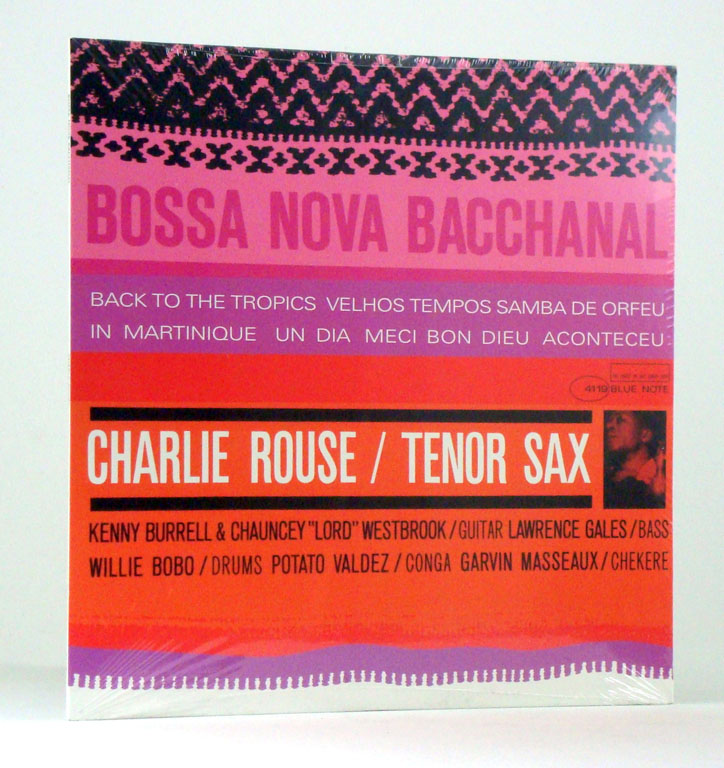 BOSSA NOVA BACCHANAL
BACK TO THE TROPICS VELHOS TEMPOS SAMBA DE ORFEU
IN MARTINIQUE UN DIA MECI BON DIEU ACONTECEU
4119 BLUE NOTE
CHARLIE ROUSE / TENOR SAX
KENNY BURRELL & CHAUNCEY "LORD" WESTBROOK / GUITAR LAWRENCE GALES / BASS
WILLIE BOBO / DRUMS POTATO VALDEZ / CONGA GARVIN MASSEAUX / CHEKERE